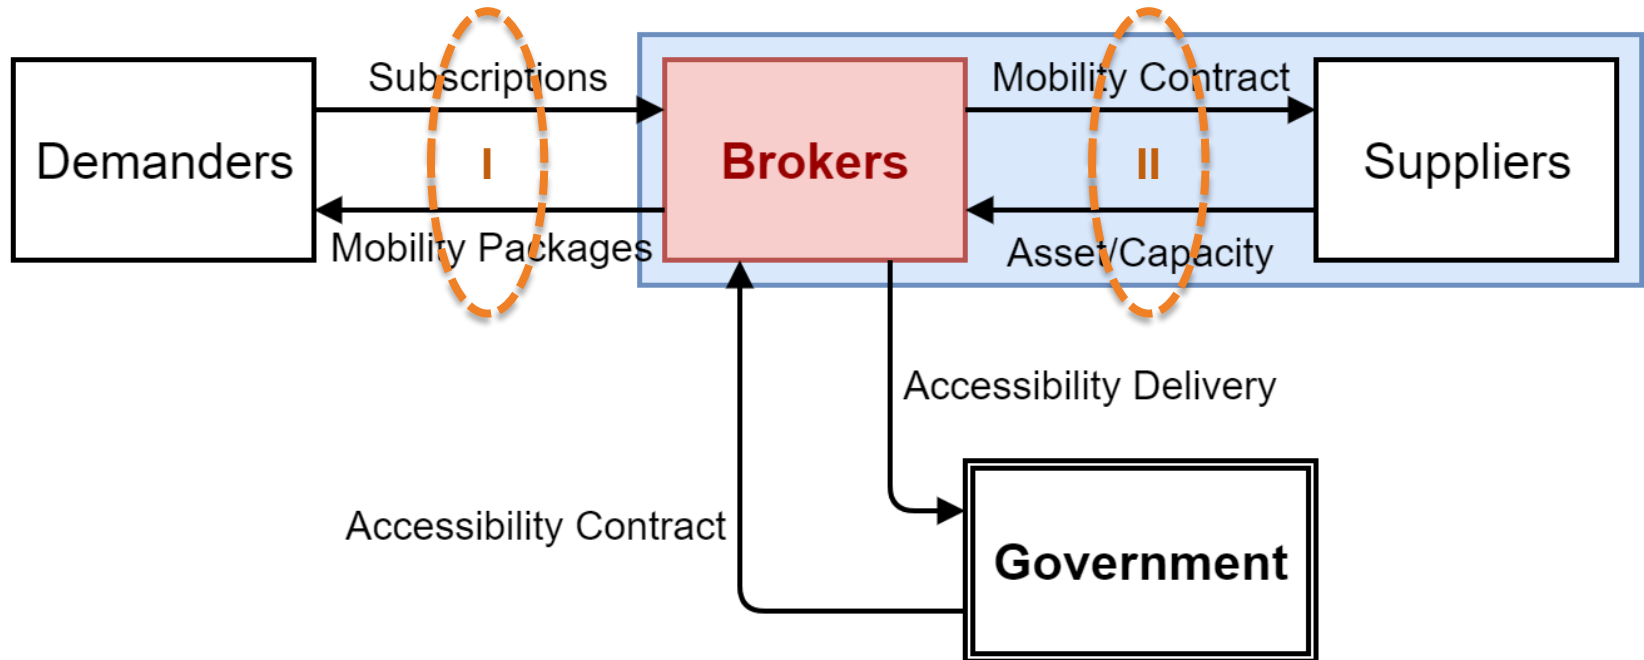 Subscriptions
Mobility Contract
Demanders
I
Brokers
II
Suppliers
Mobility Packages
Asset/Capacity
Accessibility Delivery
Accessibility Contract
Government